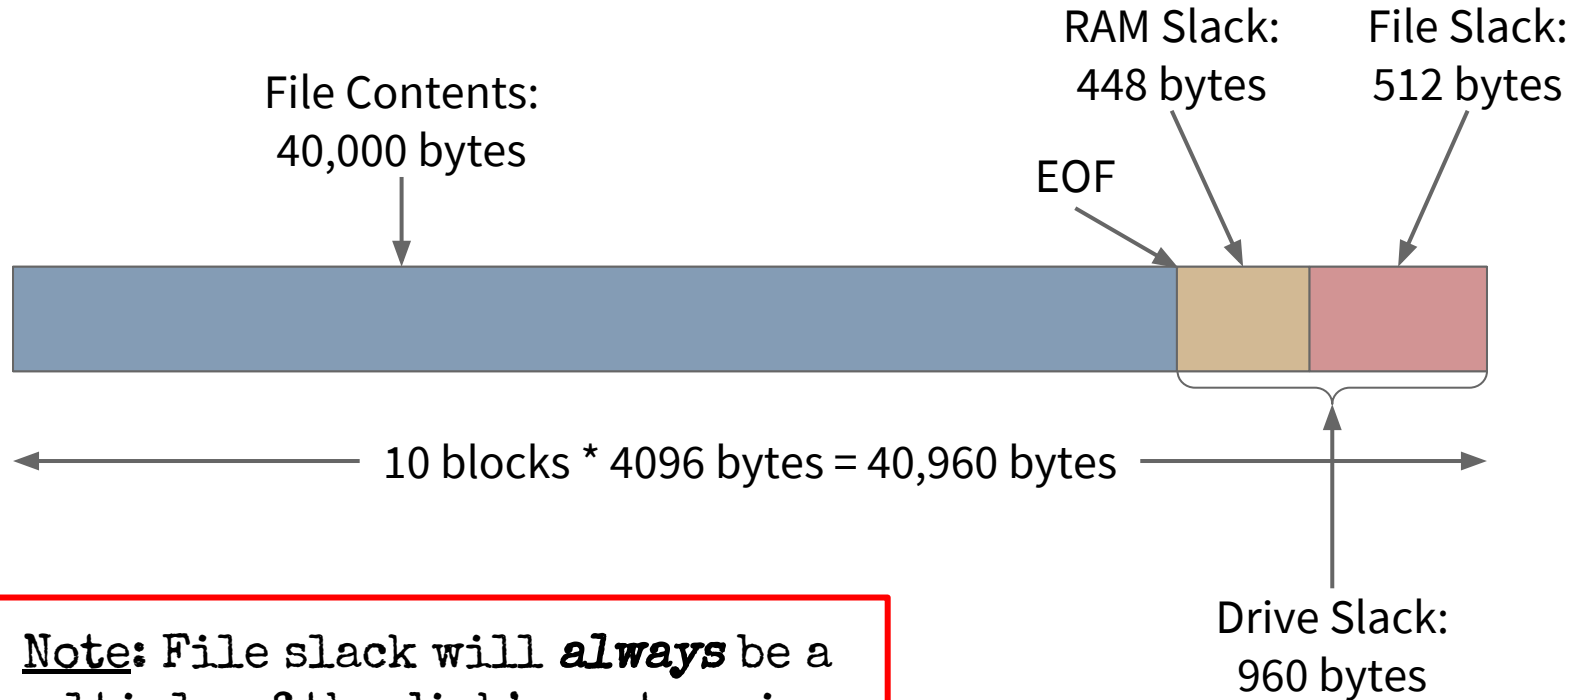 RAM Slack:
448 bytes
File Slack:
512 bytes
File Contents:
40,000 bytes
EOF
10 blocks * 4096 bytes = 40,960 bytes
Drive Slack:
960 bytes
Note: File slack will always be a